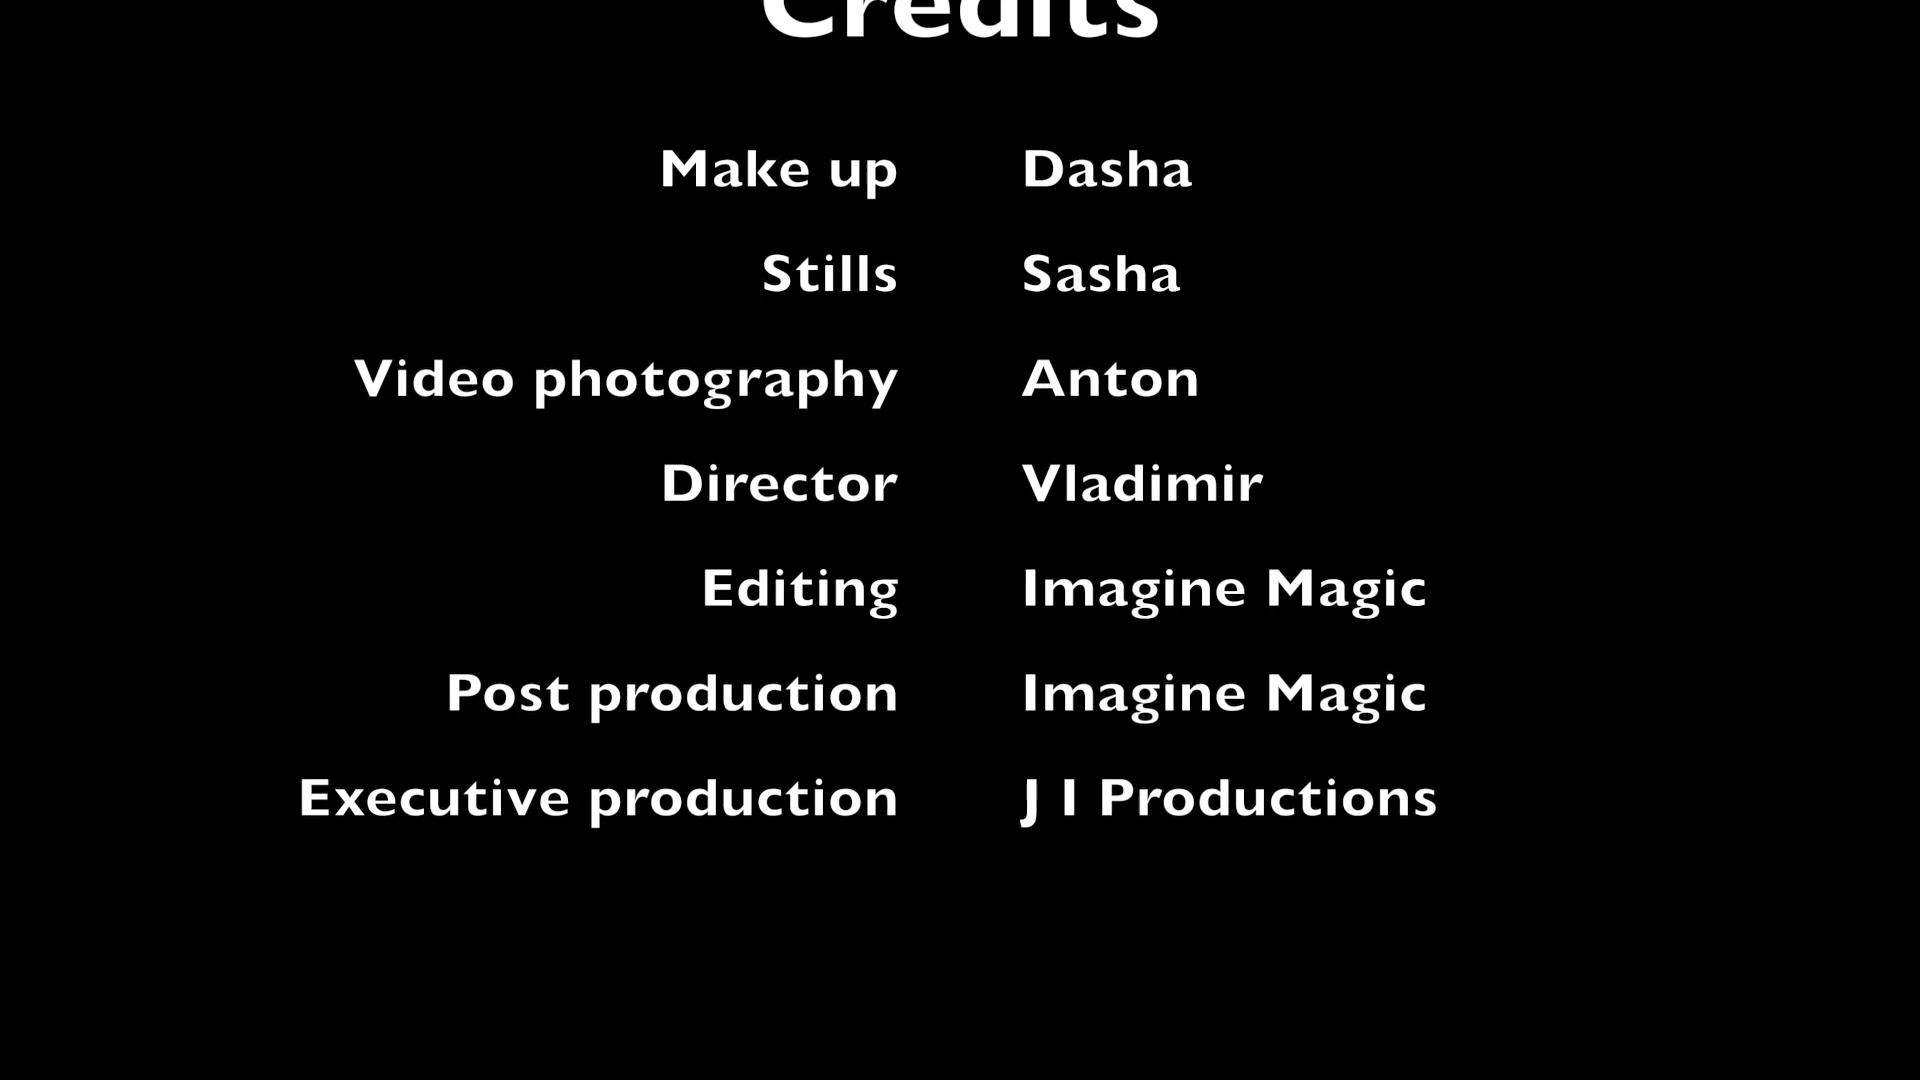 Credits
Make up Dasha
Stills Sasha
Video photography Anton
Director Vladimir
Editing Imagine Magic
Post production Imagine Magic
Executive production J I Productions